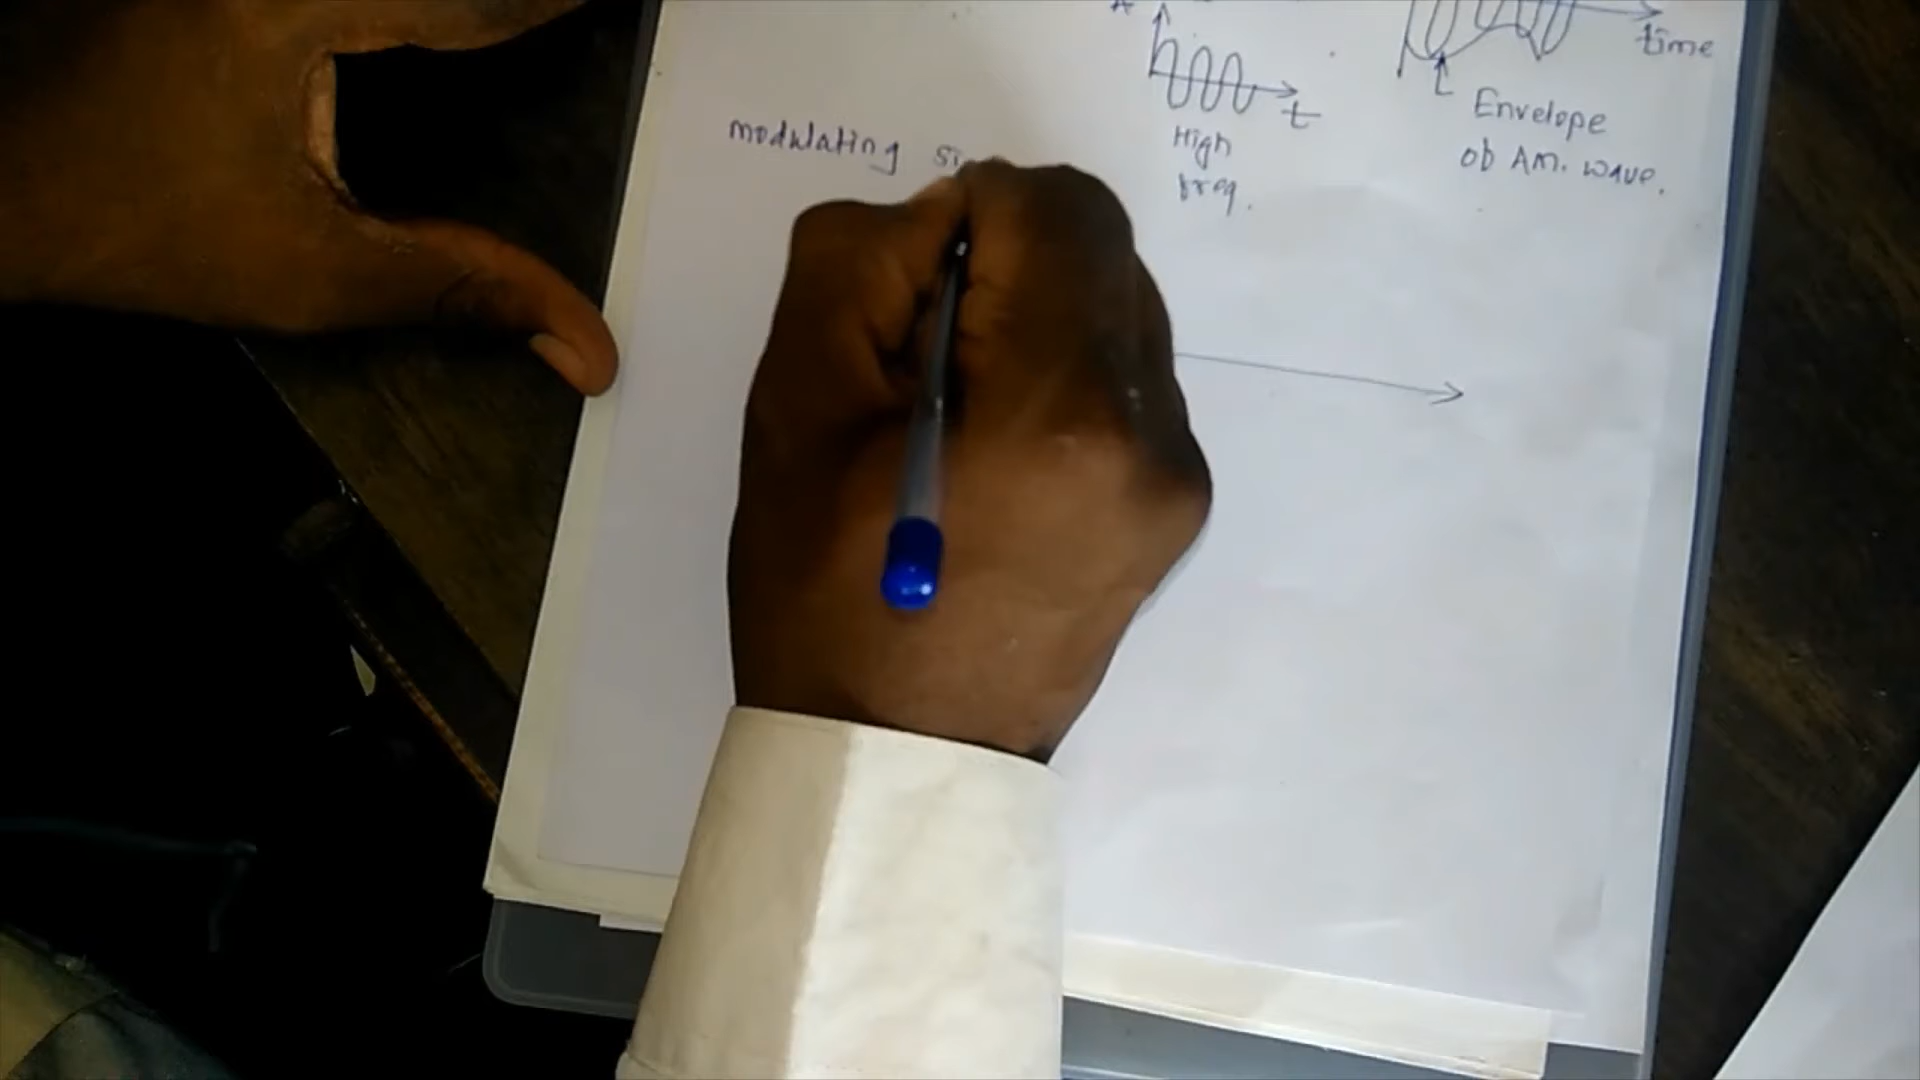 time
t
High
freq.
Envelope
of Am. wave.
modulating